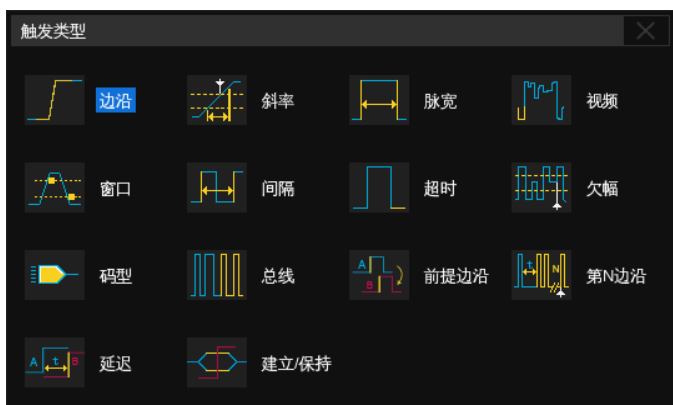 触发类型
边沿 斜率 脉宽 视频
窗口 间隔 超时 欠幅
码型 总线 A B 前提边沿 t N 第N边沿
A t B 延迟 建立/保持